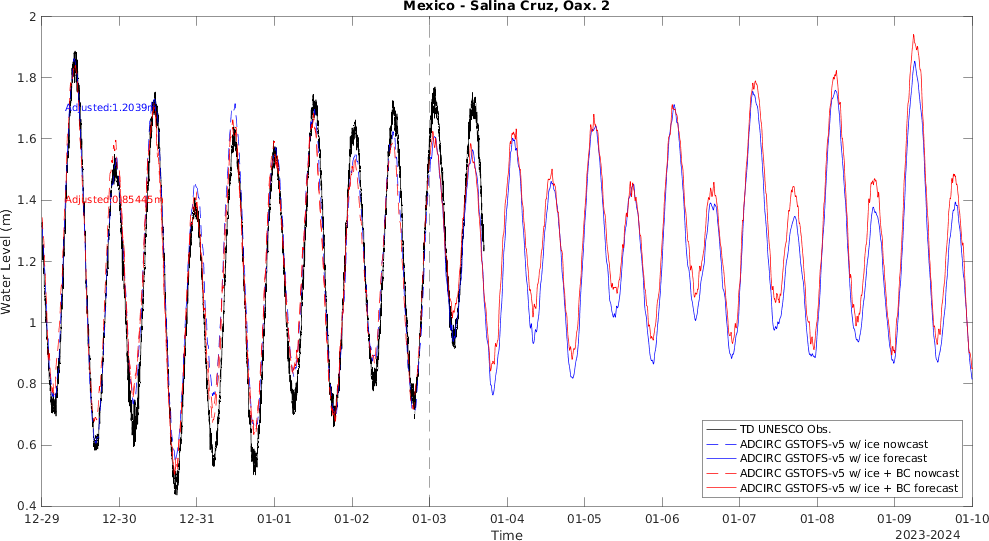 Mexico - Salina Cruz, Oax. 2
2
1.8
1.6
1.4
1.2
1
0.8
0.6
0.4
Water Level (m)
Adjusted:1.2039m
Adjusted:0.85445m
TD UNESCO Obs.
ADCIRC GSTOFS-v5 w/ ice nowcast
ADCIRC GSTOFS-v5 w/ ice forecast
ADCIRC GSTOFS-v5 w/ ice + BC nowcast
ADCIRC GSTOFS-v5 w/ ice + BC forecast
12-29 12-30 12-31 01-01 01-02 01-03 01-04 01-05 01-06 01-07 01-08 01-09 01-10
Time
2023-2024